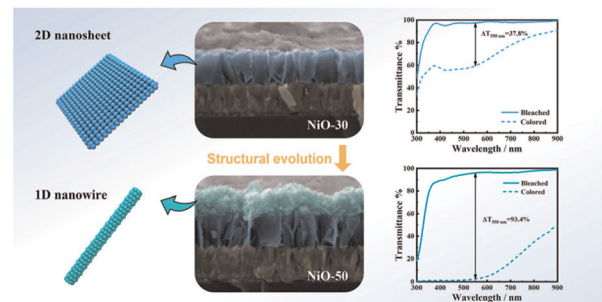 2D nanosheet
NiO-30
Structural evolution
1D nanowire
NiO-50
Transmittance %
100
80
60
40
20
0
ΔT550 nm=37.8%
Bleached
Colored
300 400 500 600 700 800 900
Wavelength / nm
Transmittance %
100
80
60
40
20
0
Bleached
Colored
ΔT550 nm=93.4%
300 400 500 600 700 800 900
Wavelength / nm